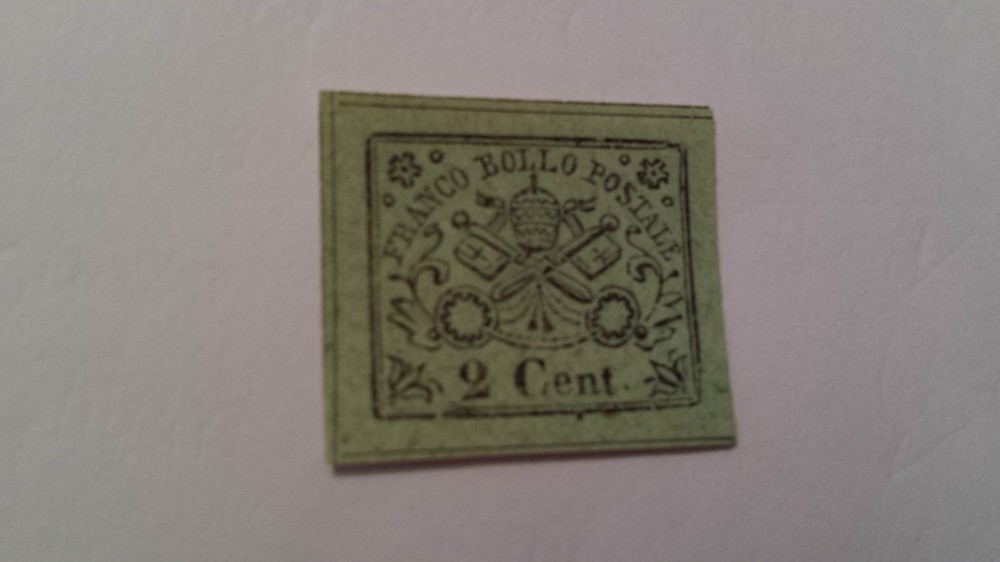 FRANCO BOLLO POSTALE
2 Cent.